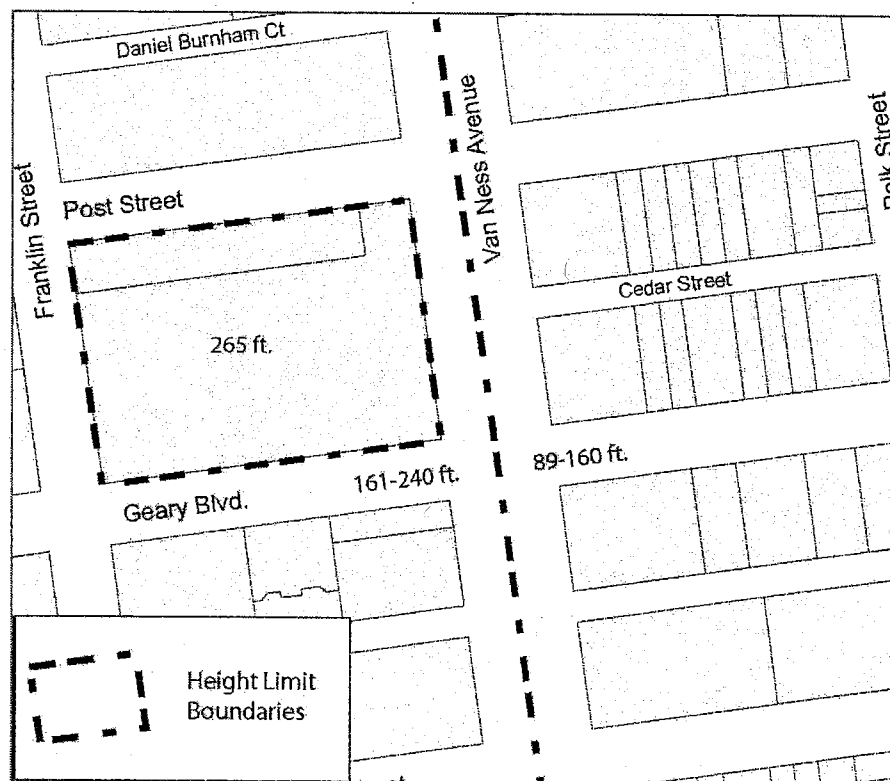 Daniel Burnham Ct
Franklin Street
Post Street
Van Ness Avenue
Polk Street
Cedar Street
265 ft.
161-240 ft.
89-160 ft.
Geary Blvd.
Height Limit
Boundaries